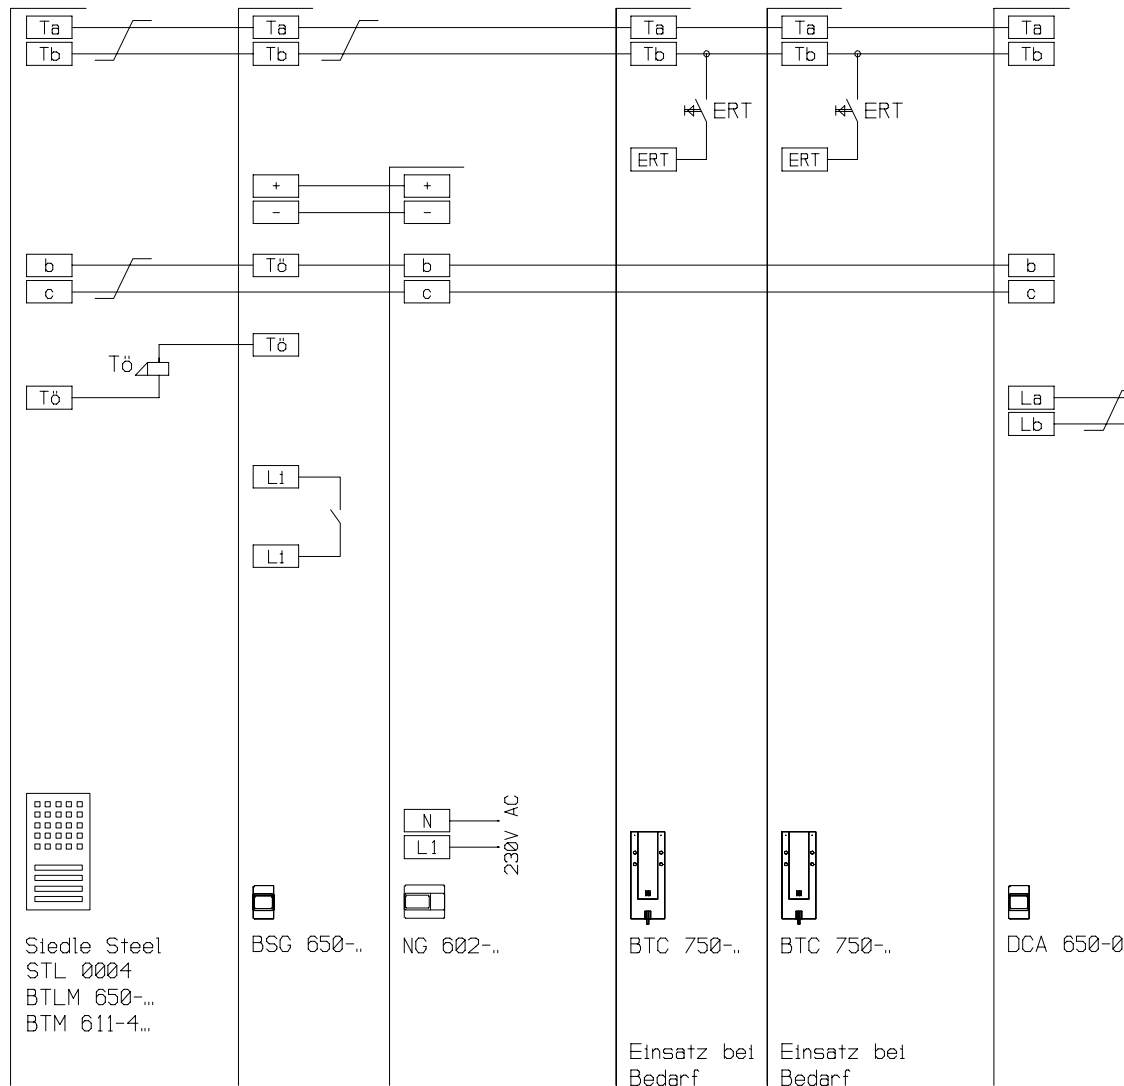 Ta Ta Ta Ta Ta
Tb Tb Tb Tb Tb
ERT ERT
ERT ERT
+ +
- -
b Tö b b
c c c
Tö
Tö
Tö
La
Lb
Li
Li
230V AC
N
L1
Siedle Steel
STL 0004
BTLM 650-…
BTM 611-4…
BSG 650-..
NG 602-..
BTC 750-..
BTC 750-..
DCA 650-0
Einsatz bei
Bedarf
Einsatz bei
Bedarf